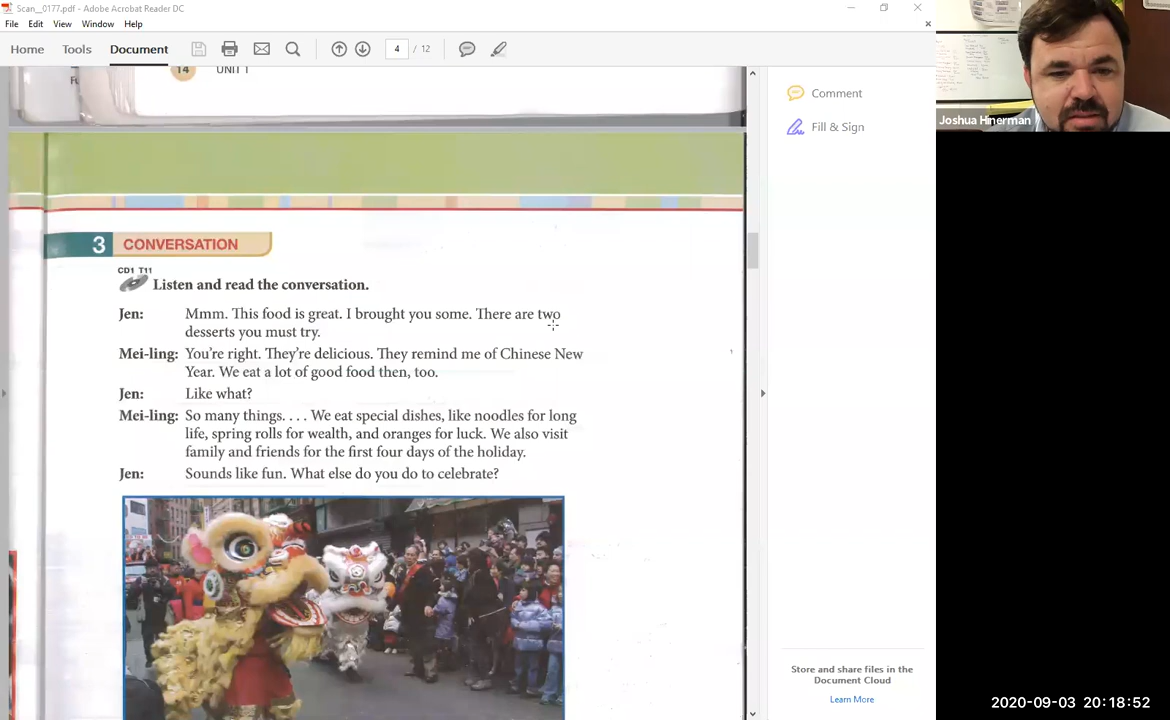 Scan__0177.pdf - Adobe Acrobat Reader DC
File Edit View Window Help
Home Tools Document 4 / 12
14 UNIT 1
3 CONVERSATION
CD1 T11
Listen and read the conversation.
Jen: Mmm. This food is great. I brought you some. There are two
desserts you must try.
Mei-ling: You're right. They're delicious. They remind me of Chinese New
Year. We eat a lot of good food then, too.
Jen: Like what?
Mei-ling: So many things. . . . We eat special dishes, like noodles for long
life, spring rolls for wealth, and oranges for luck. We also visit
family and friends for the first four days of the holiday.
Jen: Sounds like fun. What else do you do to celebrate?
Comment
Fill & Sign
Store and share files in the
Document Cloud
Learn More
Joshua Hinerman
2020-09-03 20:18:52